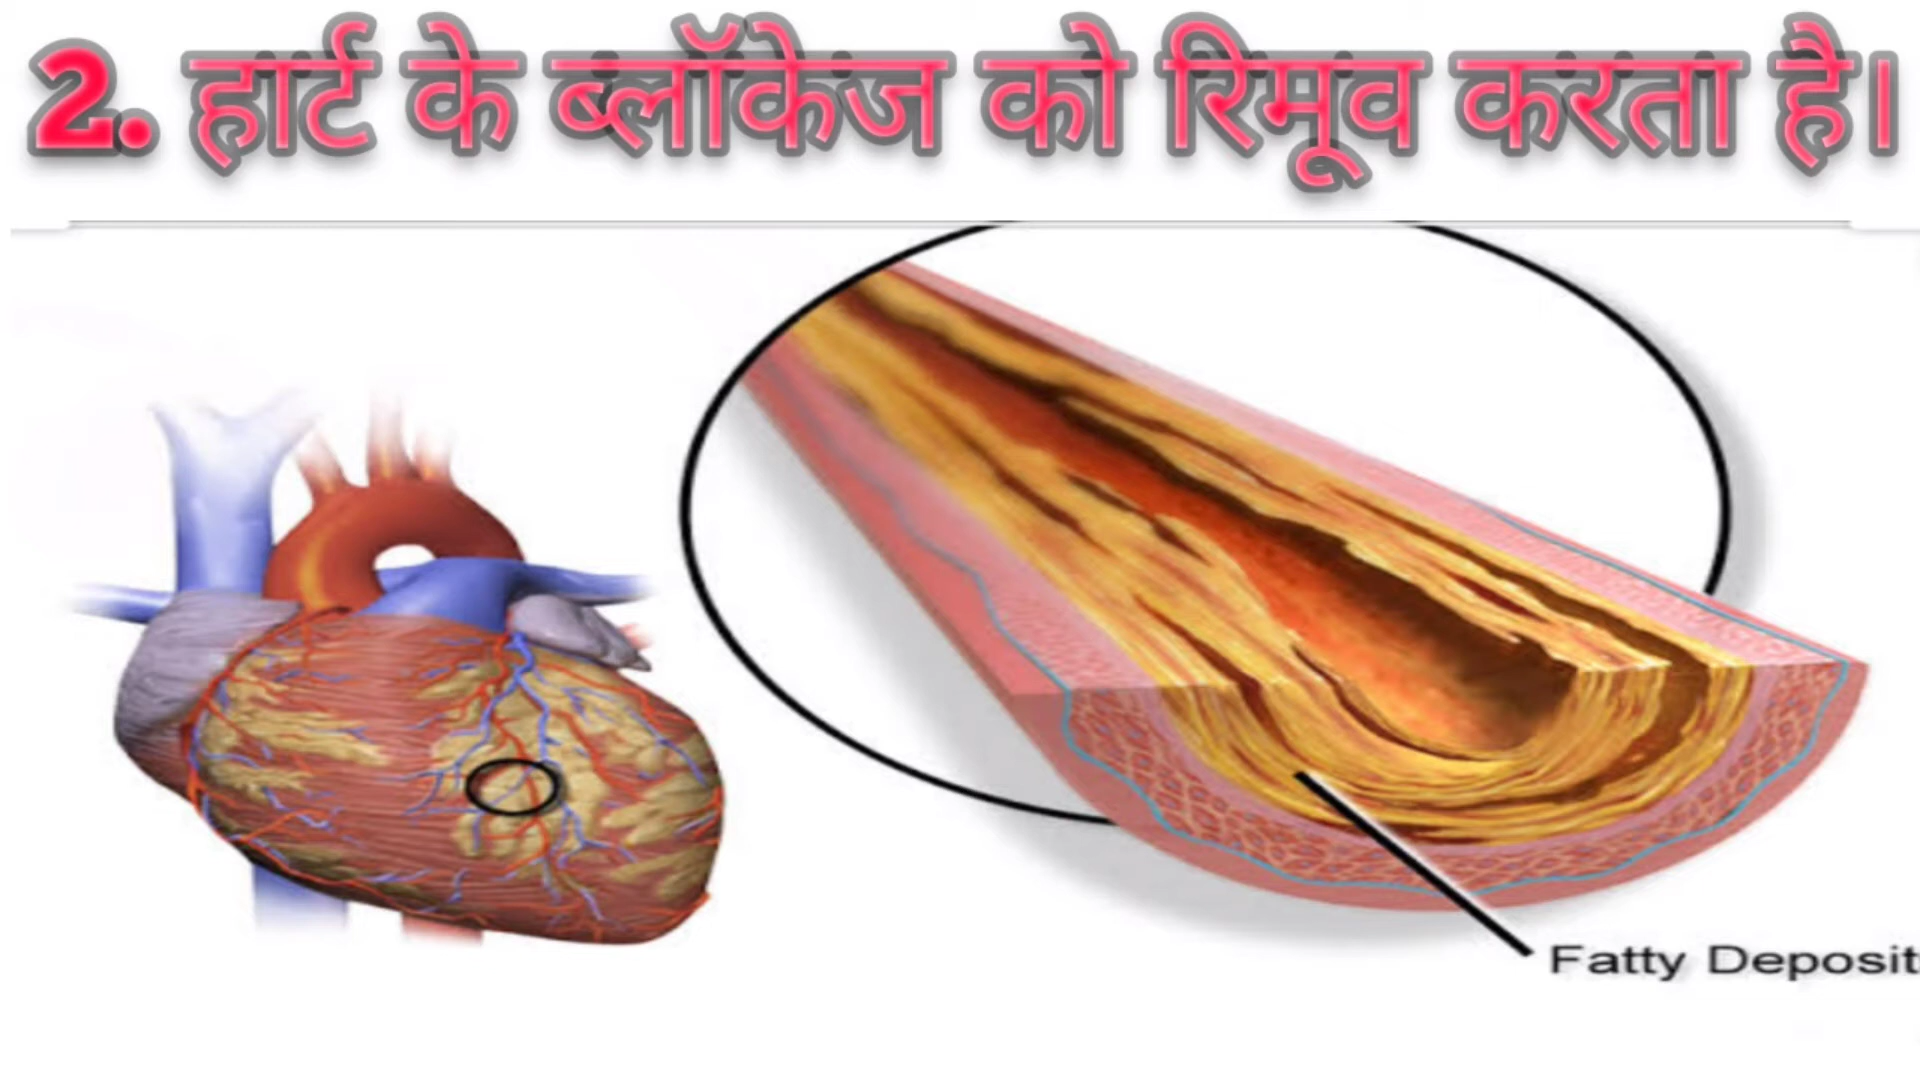 2. हार्ट के ब्लॉकेज को रिमूव करता है।
Fatty Deposit